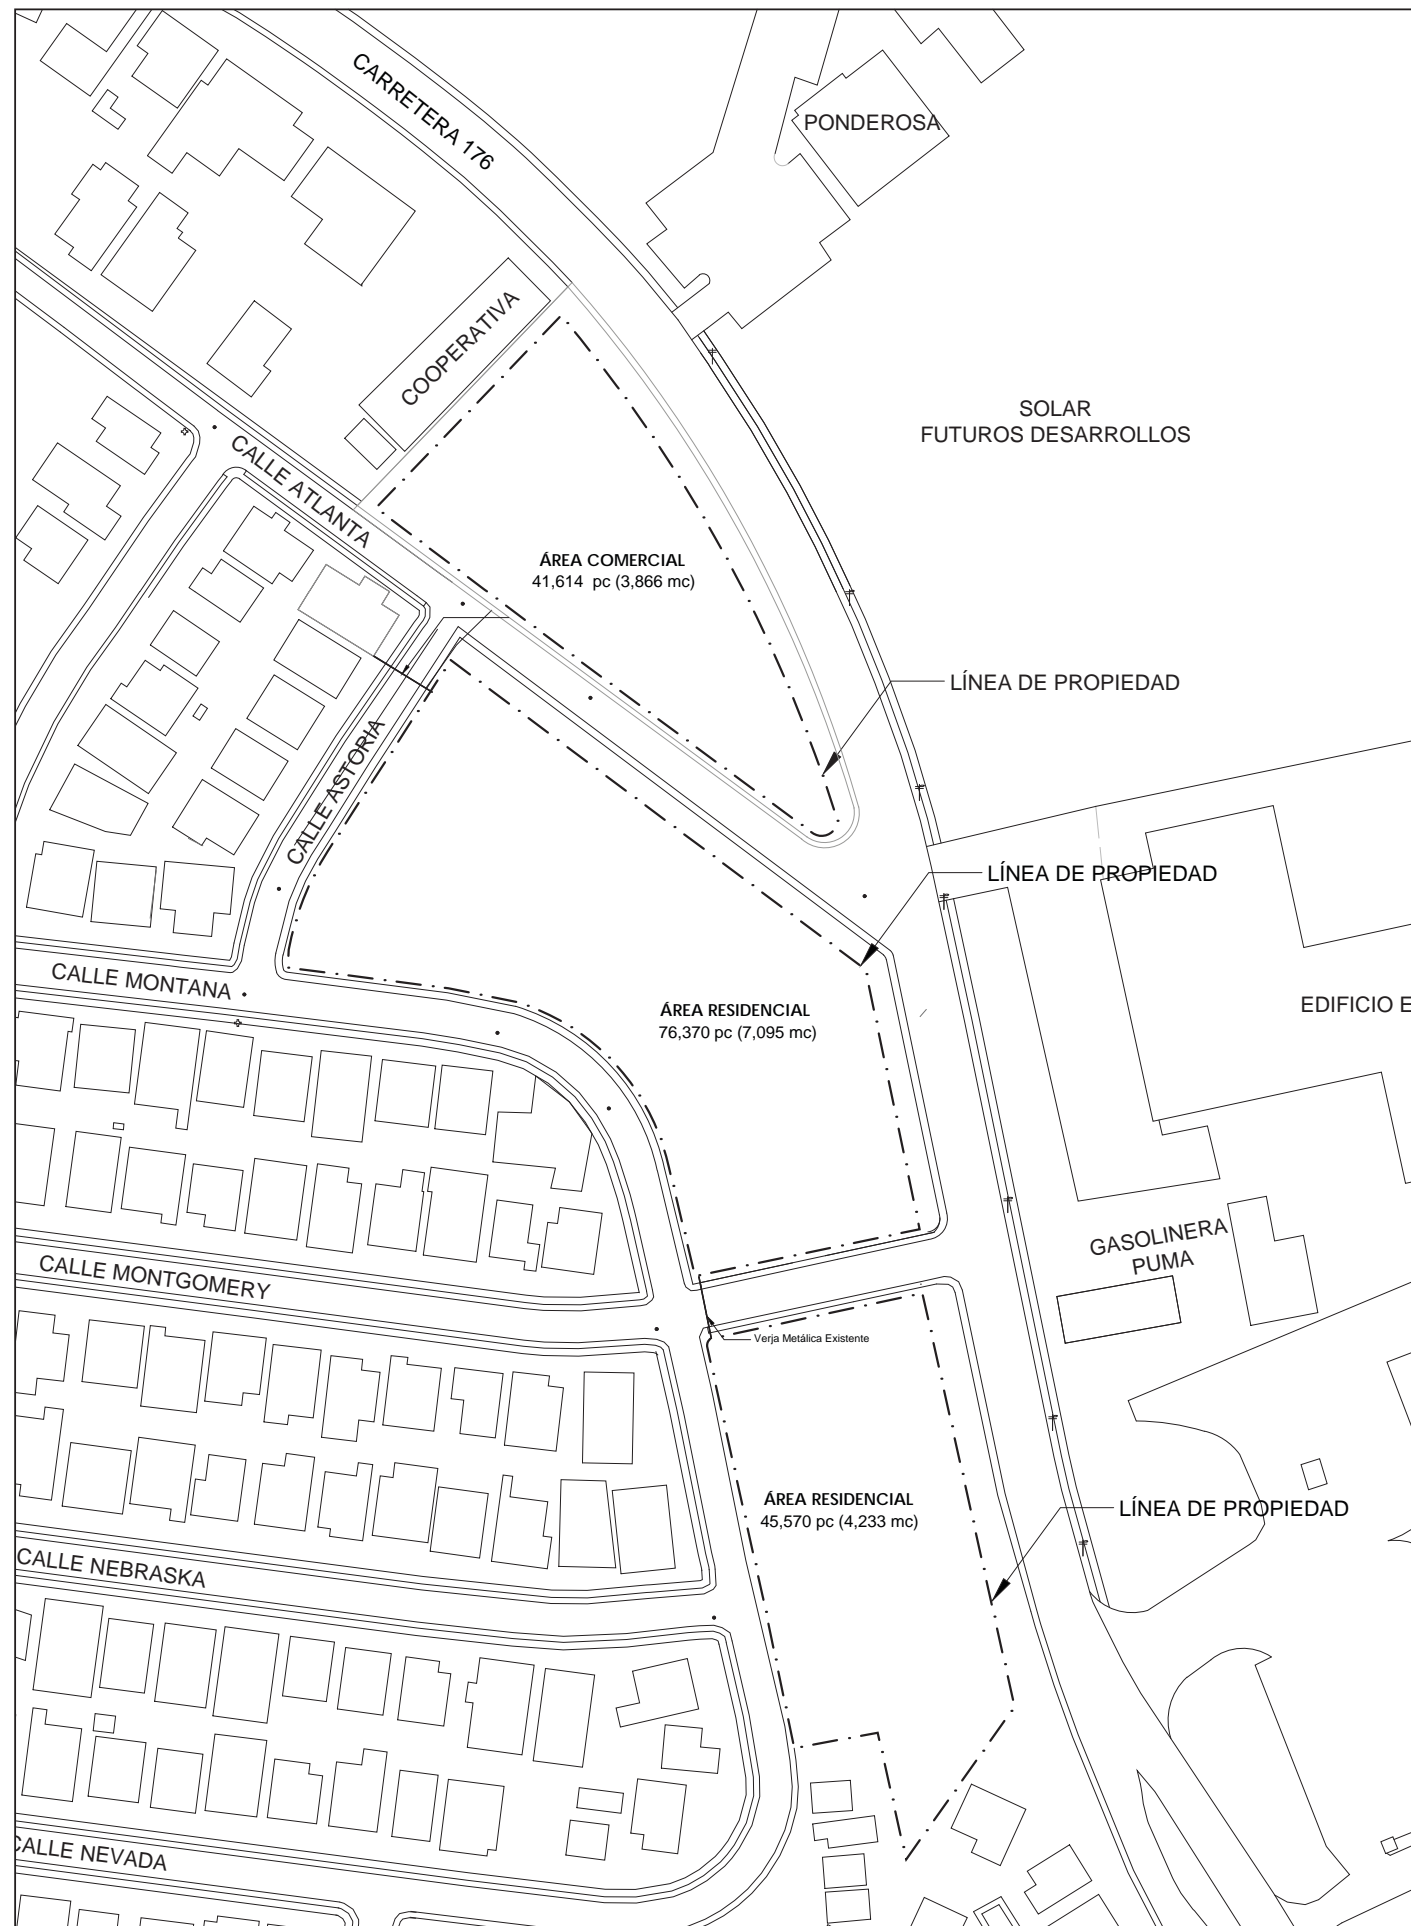 CARRETERA 176
PONDEROSA
COOPERATIVA
SOLAR
FUTUROS DESARROLLOS
CALLE ATLANTA
ÁREA COMERCIAL
41,614 pc (3,866 mc)
LÍNEA DE PROPIEDAD
CALLE ASTORIA
LÍNEA DE PROPIEDAD
CALLE MONTANA
ÁREA RESIDENCIAL
76,370 pc (7,095 mc)
EDIFICIO E
GASOLINERA
PUMA
CALLE MONTGOMERY
Verja Metálica Existente
ÁREA RESIDENCIAL
45,570 pc (4,233 mc)
LÍNEA DE PROPIEDAD
CALLE NEBRASKA
CALLE NEVADA